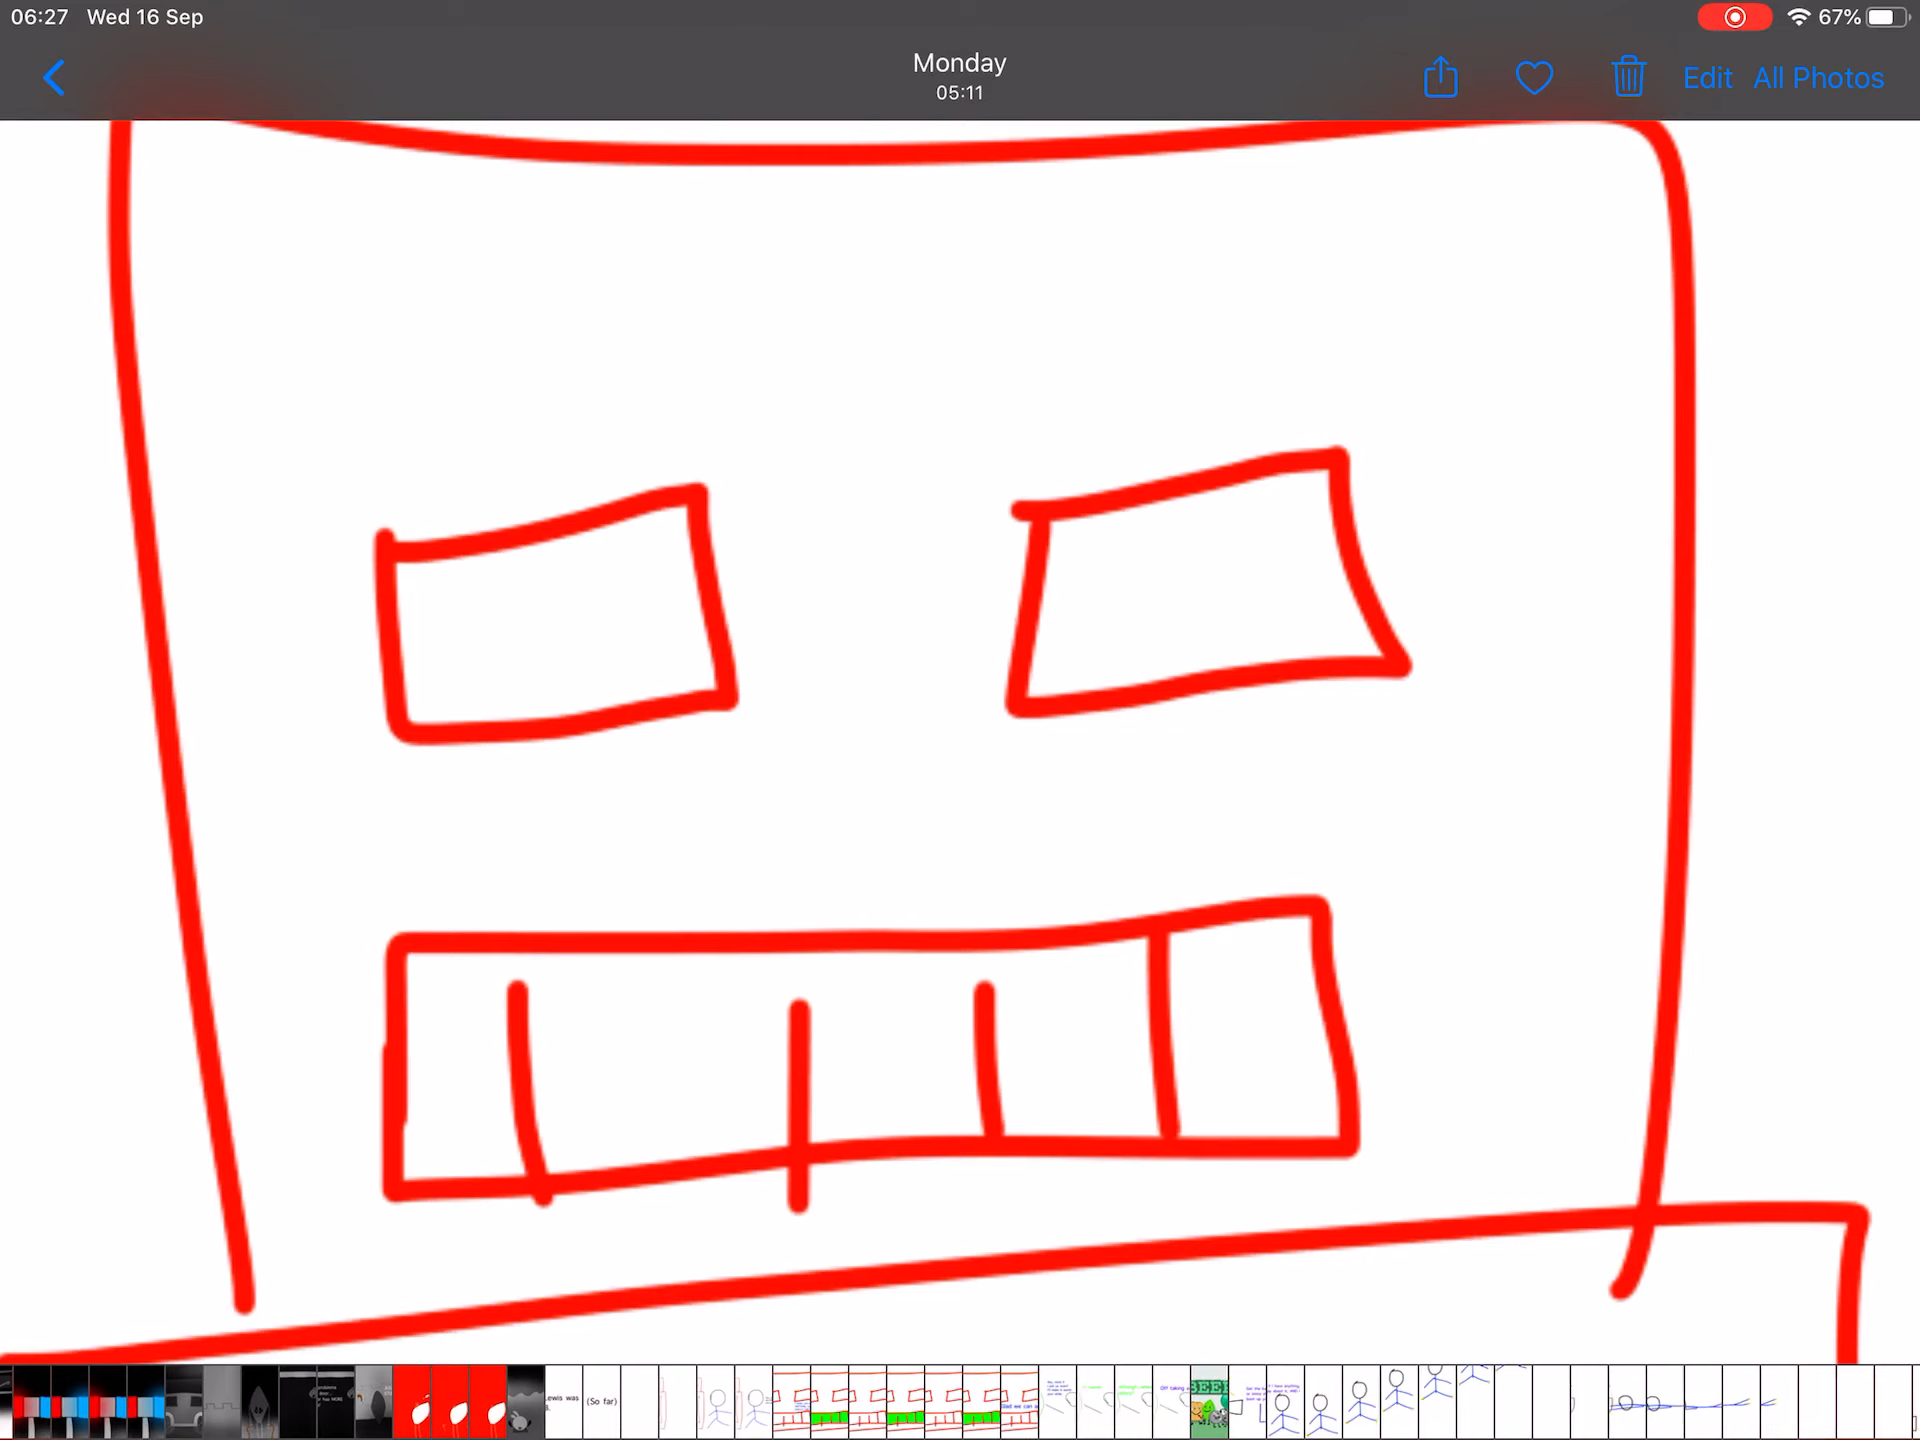 06:27 Wed 16 Sep
67%
Monday
05:11
Edit All Photos
(So far)